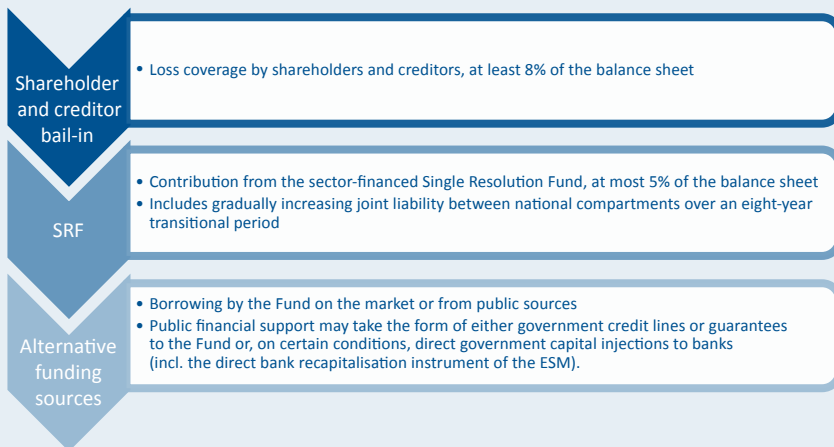 Shareholder
and creditor
bail-in
• Loss coverage by shareholders and creditors, at least 8% of the balance sheet
SRF
• Contribution from the sector-financed Single Resolution Fund, at most 5% of the balance sheet
• Includes gradually increasing joint liability between national compartments over an eight-year
transitional period
Alternative
funding
sources
• Borrowing by the Fund on the market or from public sources
• Public financial support may take the form of either government credit lines or guarantees
to the Fund or, on certain conditions, direct government capital injections to banks
(incl. the direct bank recapitalisation instrument of the ESM).